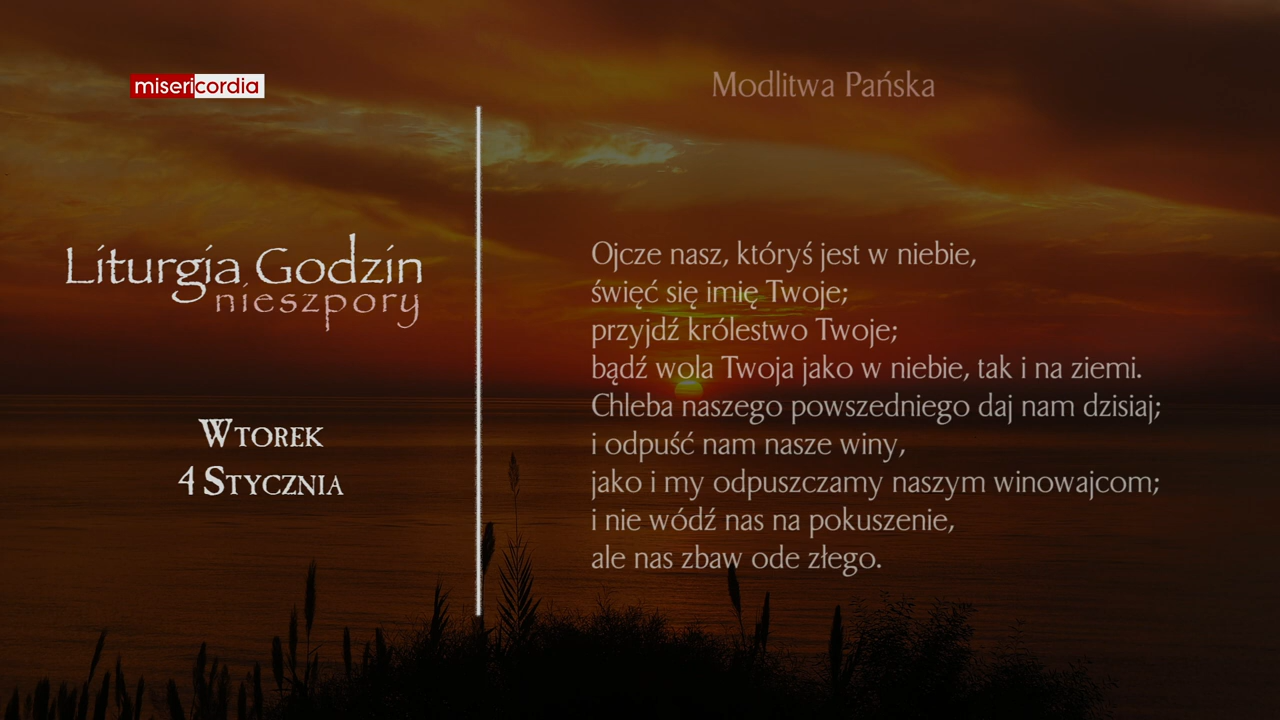 misericordia
Liturgia Godzin
nieszpory
Wtorek
4 Stycznia
Modlitwa Pańska
Ojcze nasz, któryś jest w niebie,
święć się imię Twoje;
przyjdź królestwo Twoje;
bądź wola Twoja jako w niebie, tak i na ziemi.
Chleba naszego powszedniego daj nam dzisiaj;
i odpuść nam nasze winy,
jako i my odpuszczamy naszym winowajcom;
i nie wódź nas na pokuszenie,
ale nas zbaw ode złego.